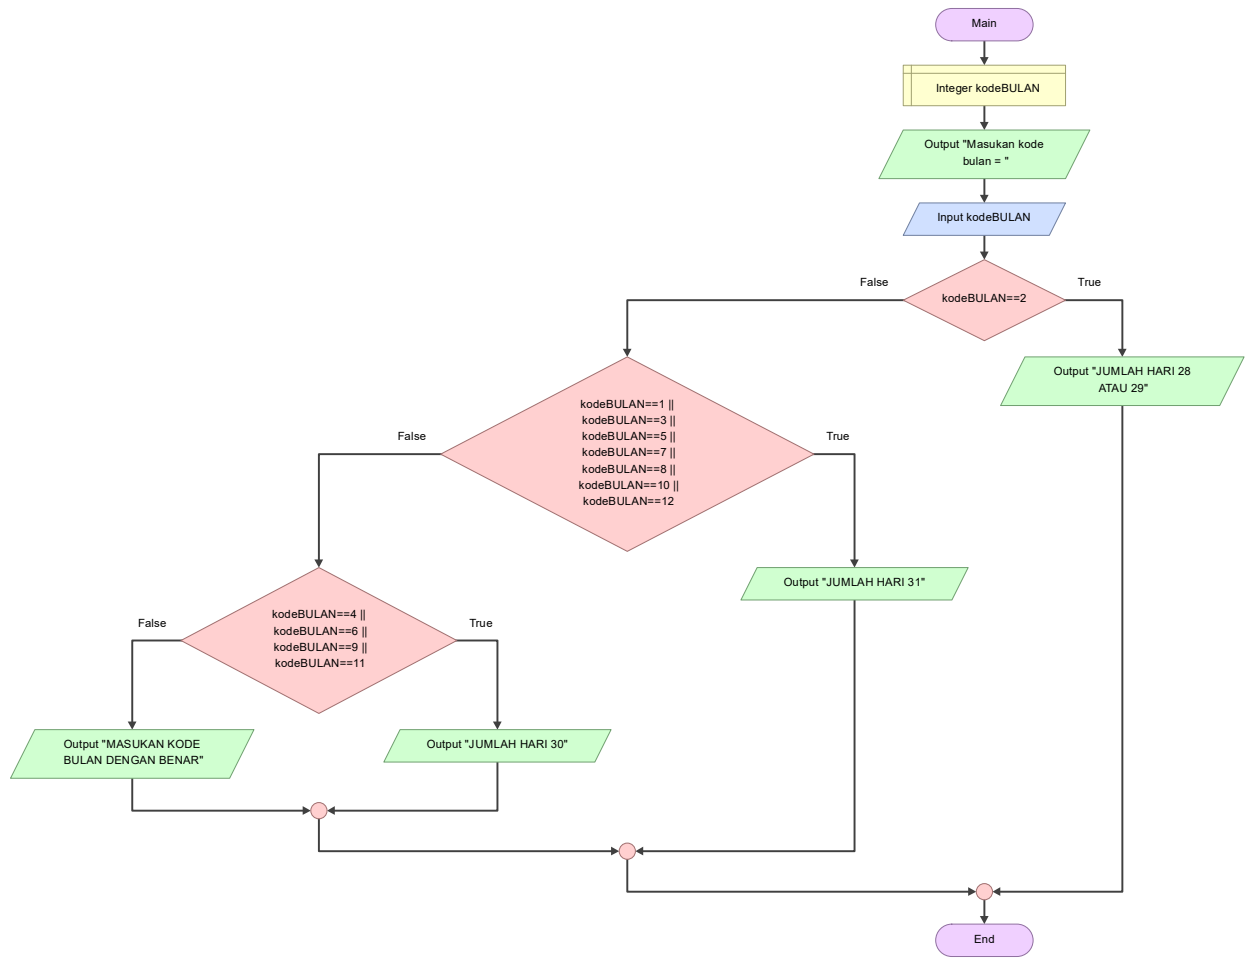 Main
Integer kodeBULAN
Output "Masukan kode
bulan = "
Input kodeBULAN
False
True
kodeBULAN==2
Output "JUMLAH HARI 28
ATAU 29"
kodeBULAN==1 ||
kodeBULAN==3 ||
kodeBULAN==5 ||
kodeBULAN==7 ||
kodeBULAN==8 ||
kodeBULAN==10 ||
kodeBULAN==12
False
True
Output "JUMLAH HARI 31"
kodeBULAN==4 ||
kodeBULAN==6 ||
kodeBULAN==9 ||
kodeBULAN==11
False
True
Output "MASUKAN KODE
BULAN DENGAN BENAR"
Output "JUMLAH HARI 30"
End